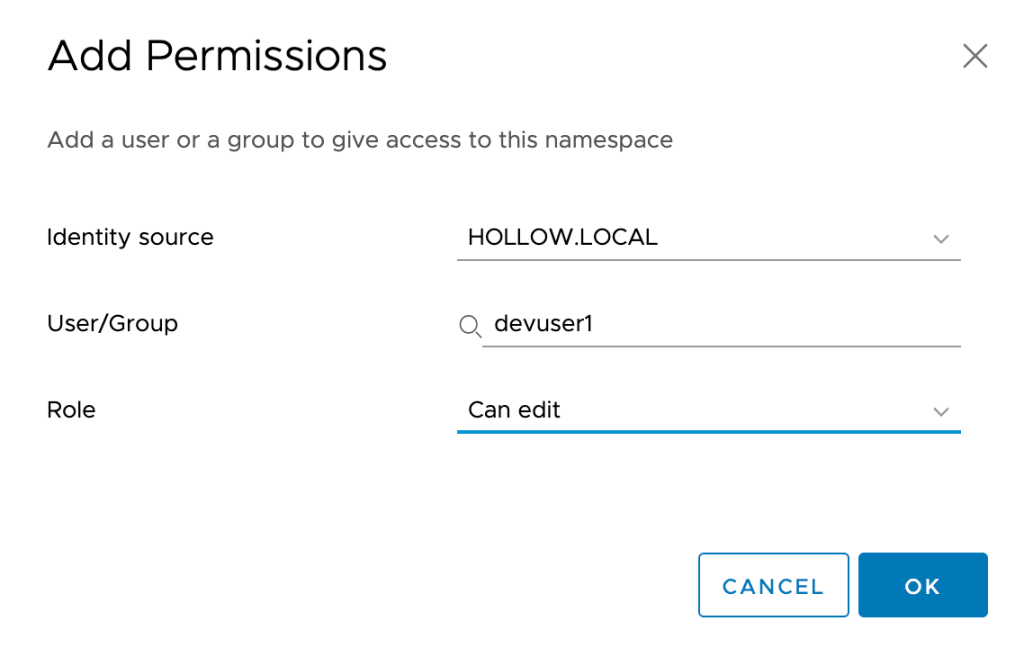 Add Permissions
Add a user or a group to give access to this namespace
Identity source HOLLOW.LOCAL
User/Group devuser1
Role Can edit
CANCEL OK